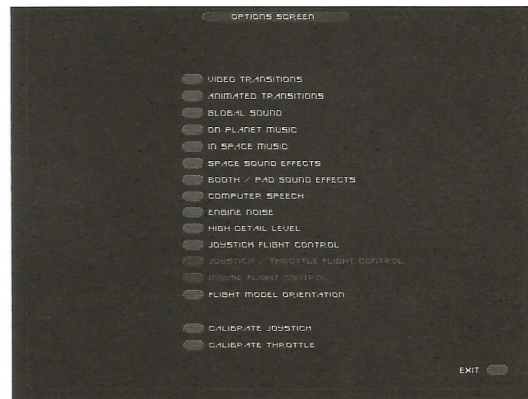 OPTIONS SCREEN
VIDEO TRANSITIONS
ANIMATED TRANSITIONS
GLOBAL SOUND
ON PLANET MUSIC
IN SPACE MUSIC
SPACE SOUND EFFECTS
BOOTH / PAD SOUND EFFECTS
COMPUTER SPEECH
ENGINE NOISE
HIGH DETAIL LEVEL
JOYSTICK FLIGHT CONTROL
JOYSTICK / THROTTLE FLIGHT CONTROL
MOUSE FLIGHT CONTROL
FLIGHT MODEL ORIENTATION
CALIBRATE JOYSTICK
CALIBRATE THROTTLE
EXIT